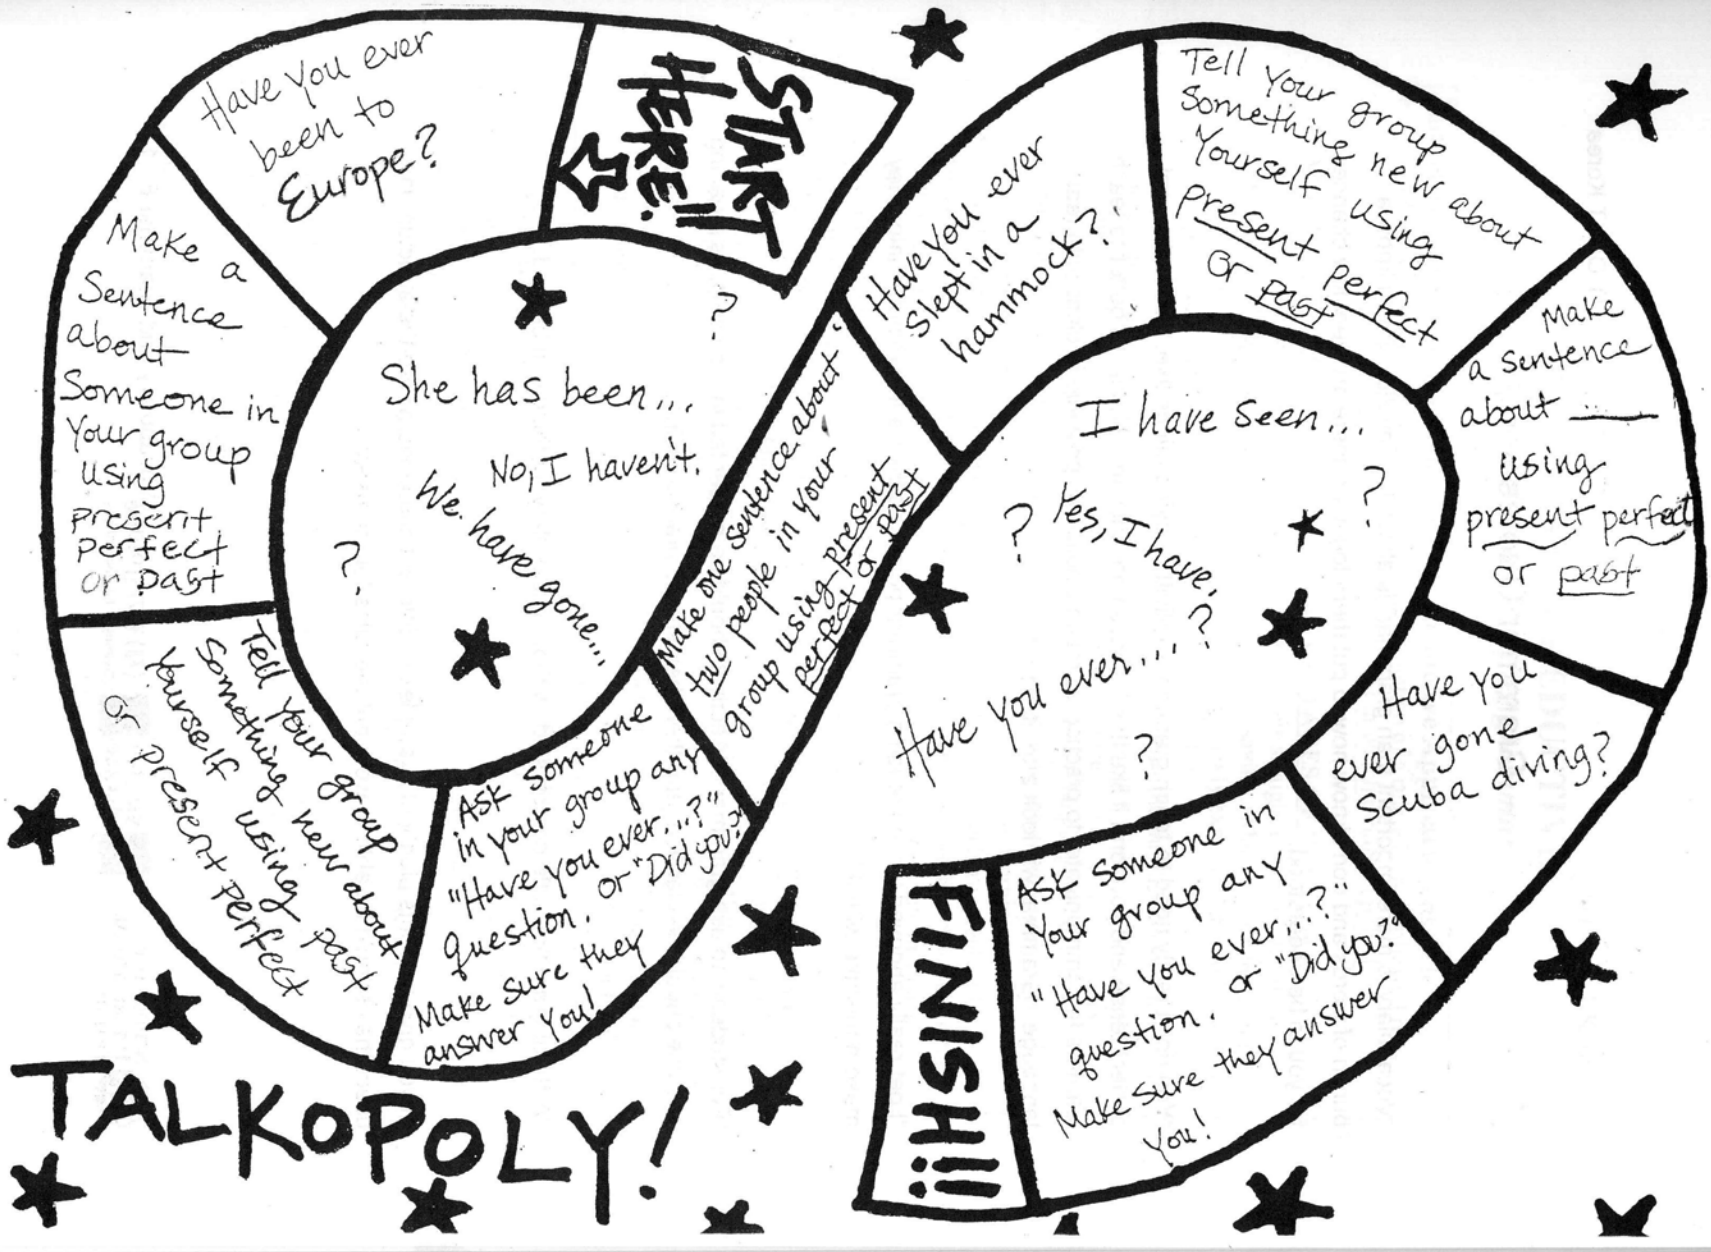 START
HERE!!
Have you ever
been to
Europe?
Make a
Sentence
about
Someone in
Your group
using
present
perfect
or past
Tell your group
something new about
Yourself using past
or present perfect
Ask someone
in your group any
"Have you ever...?"
or "Did you?"
question.
Make sure they
answer you!
Make one sentence about
two people in your
group using present
perfect or past
Have you ever
slept in a
hammock?
Tell your group
something new about
Yourself using
present perfect
or past
Make
a sentence
about ____
using
present perfect
or past
Have you
ever gone
Scuba diving?
Ask someone in
Your group any
"Have you ever...?"
or "Did you?"
question.
Make sure they answer
You!
FINISH!!!
?
She has been...
No, I haven't.
We have gone....
?
I have seen...
?
?
Yes, I have.
Have you ever....?
?
TALKOPOLY!